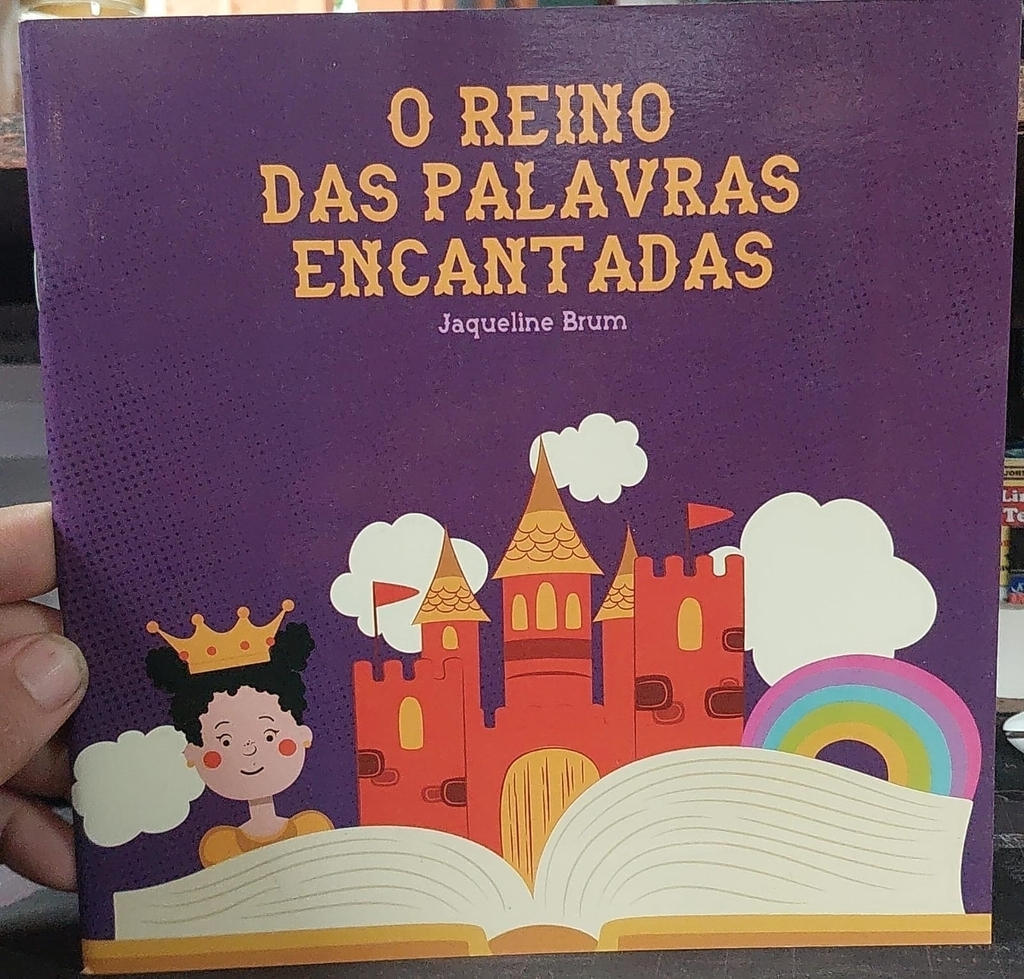 O REINO
DAS PALAVRAS
ENCANTADAS
Jaqueline Brum